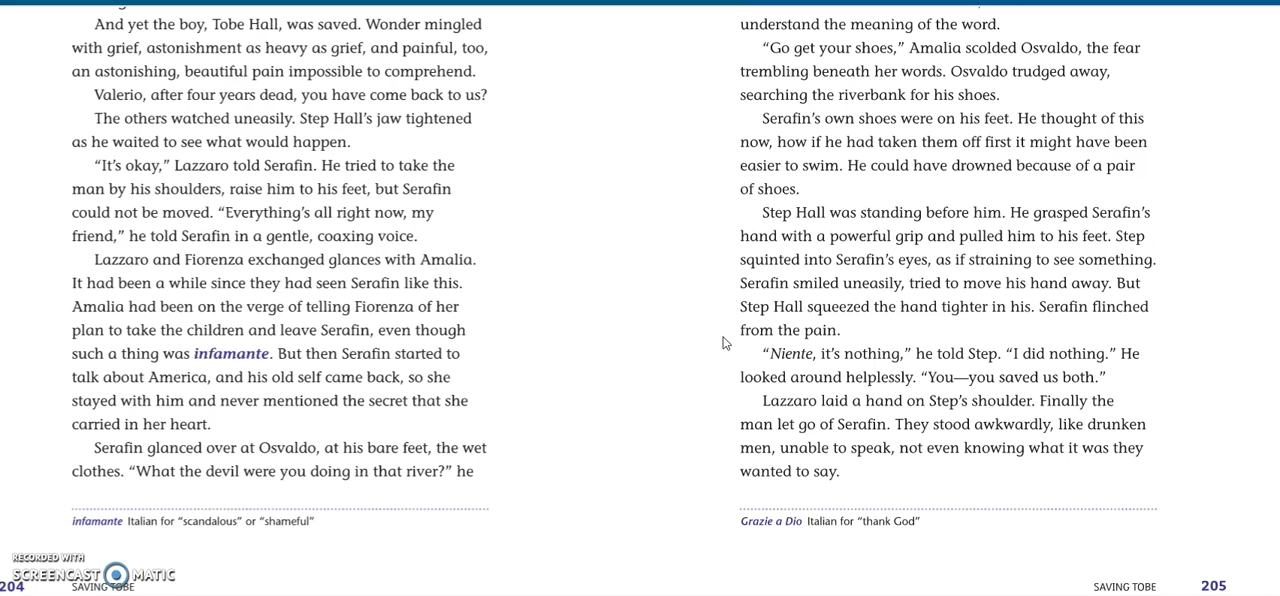 And yet the boy, Tobe Hall, was saved. Wonder mingled
with grief, astonishment as heavy as grief, and painful, too,
an astonishing, beautiful pain impossible to comprehend.
Valerio, after four years dead, you have come back to us?
The others watched uneasily. Step Hall’s jaw tightened
as he waited to see what would happen.
“It’s okay,” Lazzaro told Serafin. He tried to take the
man by his shoulders, raise him to his feet, but Serafin
could not be moved. “Everything’s all right now, my
friend,” he told Serafin in a gentle, coaxing voice.
Lazzaro and Fiorenza exchanged glances with Amalia.
It had been a while since they had seen Serafin like this.
Amalia had been on the verge of telling Fiorenza of her
plan to take the children and leave Serafin, even though
such a thing was infamante. But then Serafin started to
talk about America, and his old self came back, so she
stayed with him and never mentioned the secret that she
carried in her heart.
Serafin glanced over at Osvaldo, at his bare feet, the wet
clothes. “What the devil were you doing in that river?” he
infamante Italian for “scandalous” or “shameful”
RECORDED WITH
SCREENCAST MATIC
204 SAVING TOBE
understand the meaning of the word.
“Go get your shoes,” Amalia scolded Osvaldo, the fear
trembling beneath her words. Osvaldo trudged away,
searching the riverbank for his shoes.
Serafin’s own shoes were on his feet. He thought of this
now, how if he had taken them off first it might have been
easier to swim. He could have drowned because of a pair
of shoes.
Step Hall was standing before him. He grasped Serafin’s
hand with a powerful grip and pulled him to his feet. Step
squinted into Serafin’s eyes, as if straining to see something.
Serafin smiled uneasily, tried to move his hand away. But
Step Hall squeezed the hand tighter in his. Serafin flinched
from the pain.
“Niente, it’s nothing,” he told Step. “I did nothing.” He
looked around helplessly. “You—you saved us both.”
Lazzaro laid a hand on Step’s shoulder. Finally the
man let go of Serafin. They stood awkwardly, like drunken
men, unable to speak, not even knowing what it was they
wanted to say.
Grazie a Dio Italian for “thank God”
SAVING TOBE 205